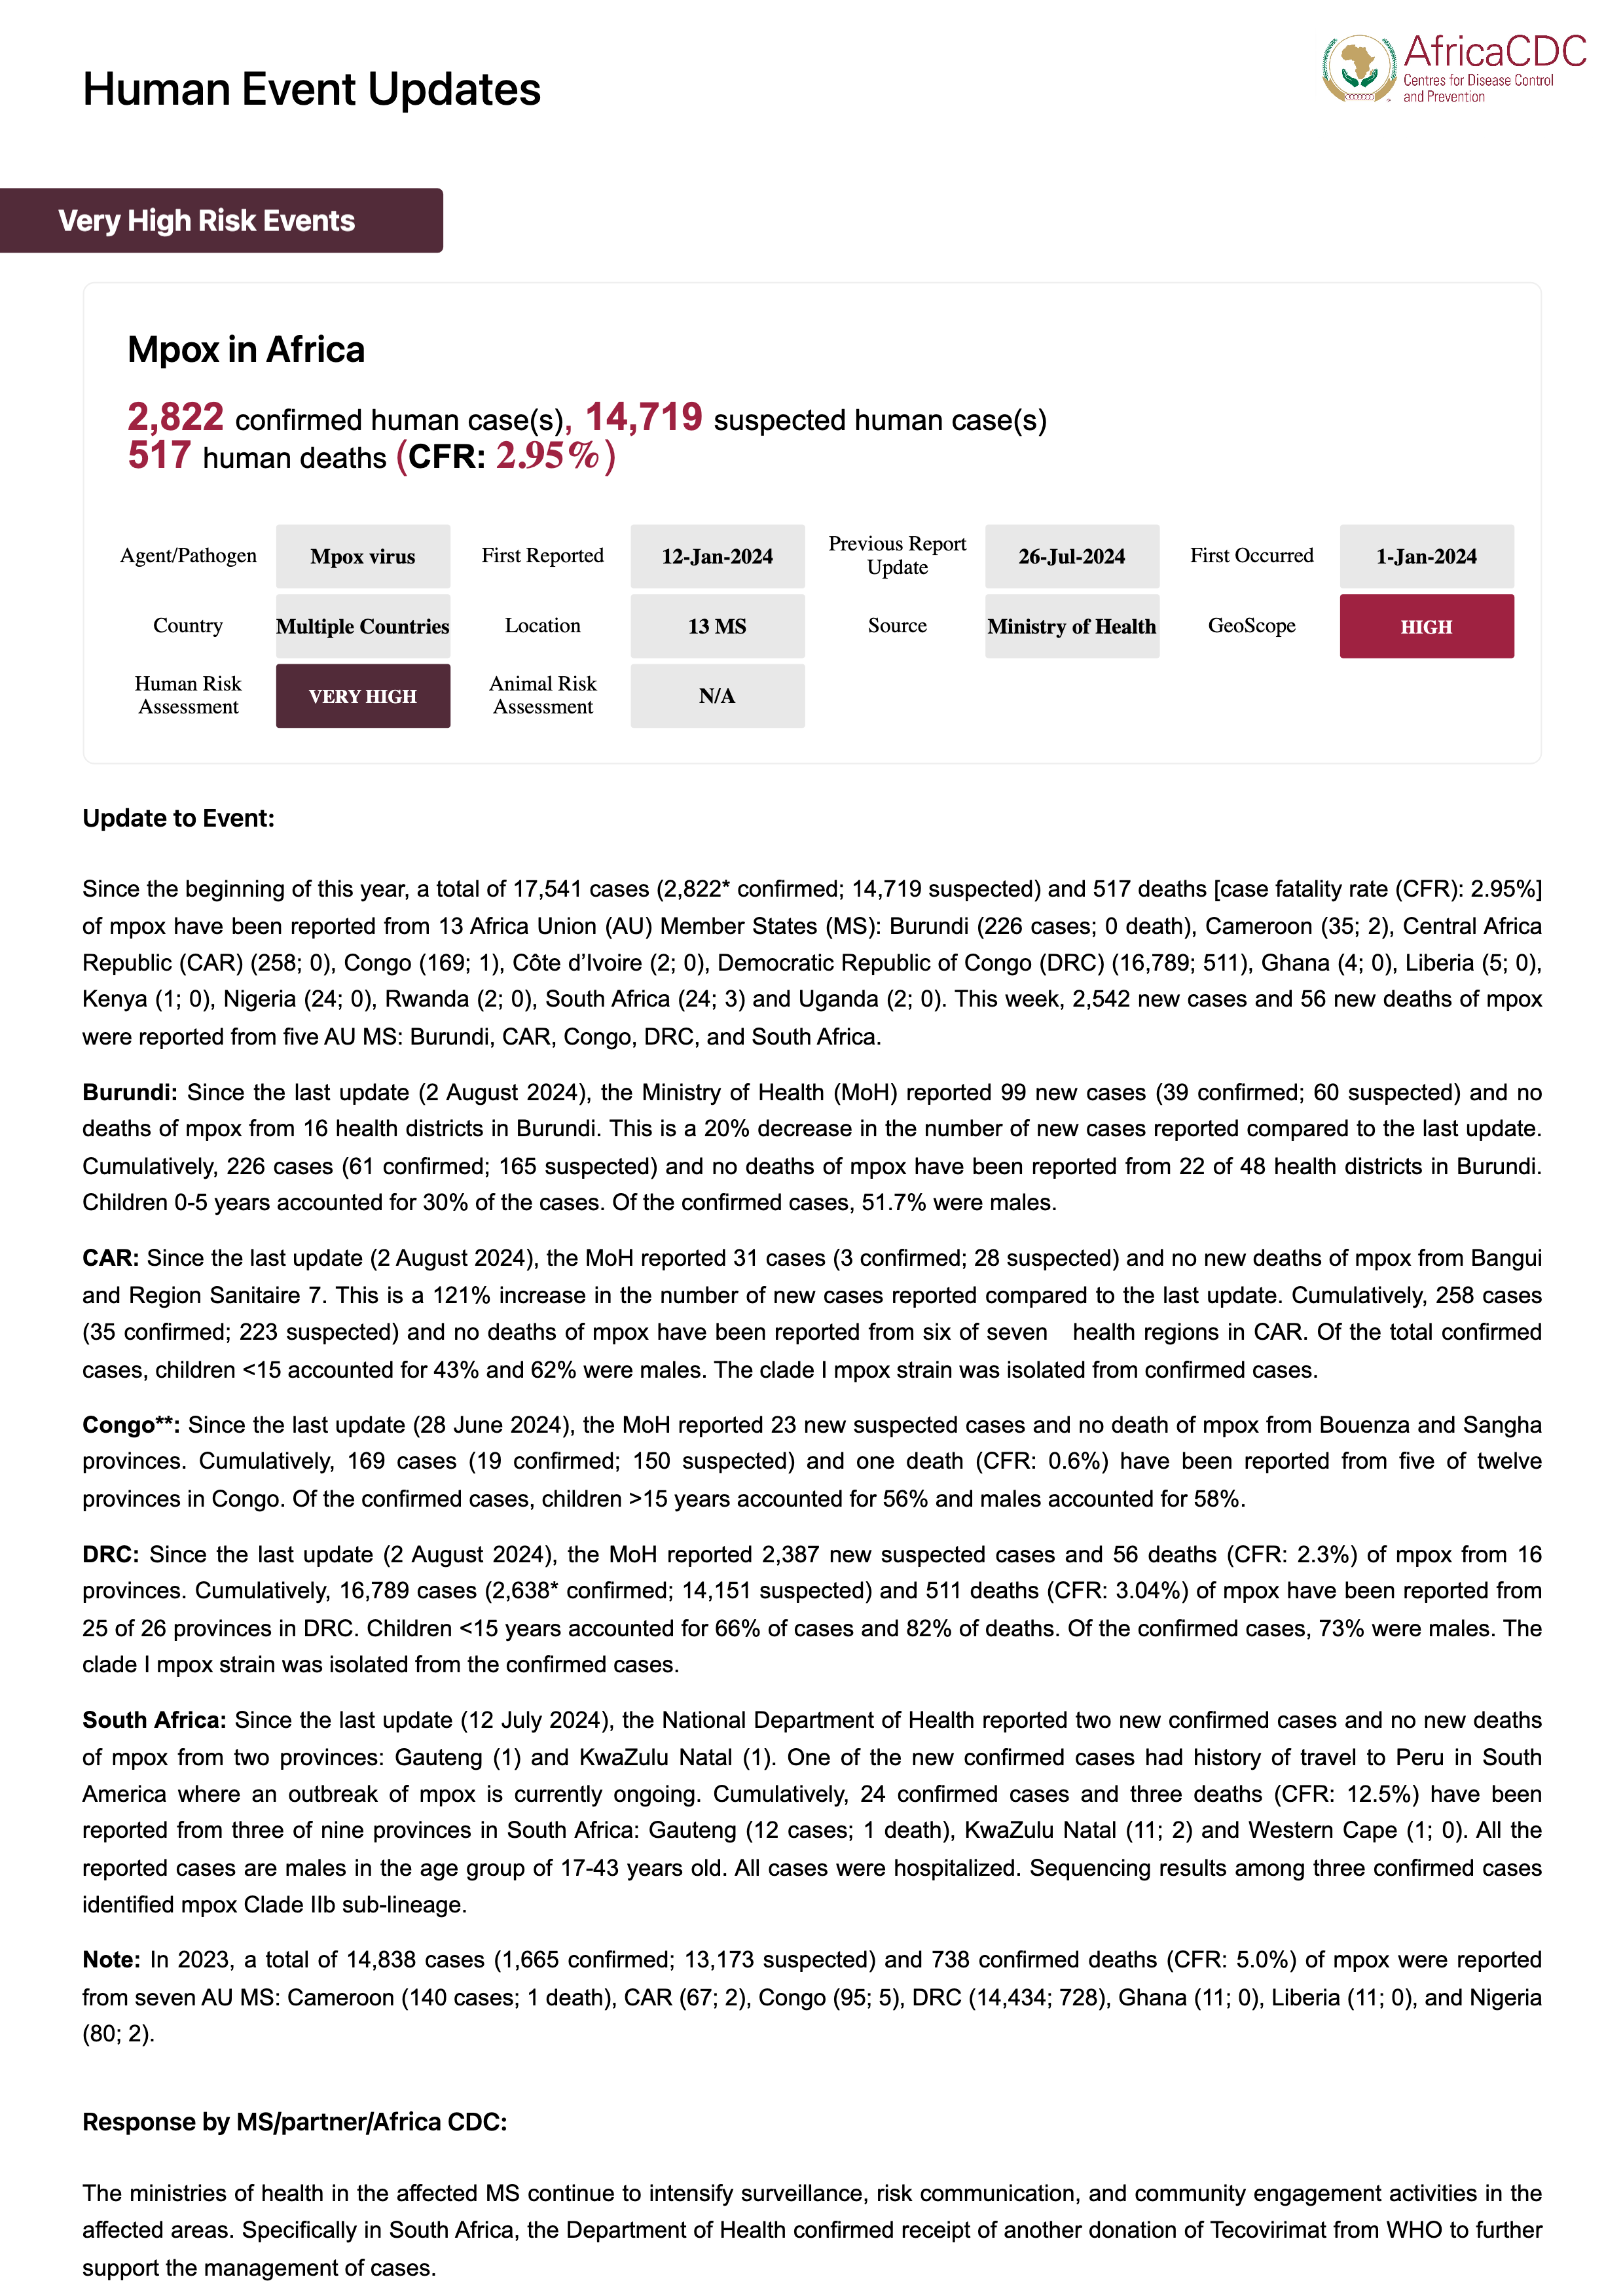 Human Event Updates
AfricaCDC
Centres for Disease Control
and Prevention
Very High Risk Events
Mpox in Africa
2,822 confirmed human case(s), 14,719 suspected human case(s)
517 human deaths (CFR: 2.95%)
Agent/Pathogen Mpox virus First Reported 12-Jan-2024 Previous Report Update 26-Jul-2024 First Occurred 1-Jan-2024
Country Multiple Countries Location 13 MS Source Ministry of Health GeoScope HIGH
Human Risk Assessment VERY HIGH Animal Risk Assessment N/A
Update to Event:
Since the beginning of this year, a total of 17,541 cases (2,822* confirmed; 14,719 suspected) and 517 deaths [case fatality rate (CFR): 2.95%]
of mpox have been reported from 13 Africa Union (AU) Member States (MS): Burundi (226 cases; 0 death), Cameroon (35; 2), Central Africa
Republic (CAR) (258; 0), Congo (169; 1), Côte d’Ivoire (2; 0), Democratic Republic of Congo (DRC) (16,789; 511), Ghana (4; 0), Liberia (5; 0),
Kenya (1; 0), Nigeria (24; 0), Rwanda (2; 0), South Africa (24; 3) and Uganda (2; 0). This week, 2,542 new cases and 56 new deaths of mpox
were reported from five AU MS: Burundi, CAR, Congo, DRC, and South Africa.
Burundi: Since the last update (2 August 2024), the Ministry of Health (MoH) reported 99 new cases (39 confirmed; 60 suspected) and no
deaths of mpox from 16 health districts in Burundi. This is a 20% decrease in the number of new cases reported compared to the last update.
Cumulatively, 226 cases (61 confirmed; 165 suspected) and no deaths of mpox have been reported from 22 of 48 health districts in Burundi.
Children 0-5 years accounted for 30% of the cases. Of the confirmed cases, 51.7% were males.
CAR: Since the last update (2 August 2024), the MoH reported 31 cases (3 confirmed; 28 suspected) and no new deaths of mpox from Bangui
and Region Sanitaire 7. This is a 121% increase in the number of new cases reported compared to the last update. Cumulatively, 258 cases
(35 confirmed; 223 suspected) and no deaths of mpox have been reported from six of seven health regions in CAR. Of the total confirmed
cases, children <15 accounted for 43% and 62% were males. The clade I mpox strain was isolated from confirmed cases.
Congo**: Since the last update (28 June 2024), the MoH reported 23 new suspected cases and no death of mpox from Bouenza and Sangha
provinces. Cumulatively, 169 cases (19 confirmed; 150 suspected) and one death (CFR: 0.6%) have been reported from five of twelve
provinces in Congo. Of the confirmed cases, children >15 years accounted for 56% and males accounted for 58%.
DRC: Since the last update (2 August 2024), the MoH reported 2,387 new suspected cases and 56 deaths (CFR: 2.3%) of mpox from 16
provinces. Cumulatively, 16,789 cases (2,638* confirmed; 14,151 suspected) and 511 deaths (CFR: 3.04%) of mpox have been reported from
25 of 26 provinces in DRC. Children <15 years accounted for 66% of cases and 82% of deaths. Of the confirmed cases, 73% were males. The
clade I mpox strain was isolated from the confirmed cases.
South Africa: Since the last update (12 July 2024), the National Department of Health reported two new confirmed cases and no new deaths
of mpox from two provinces: Gauteng (1) and KwaZulu Natal (1). One of the new confirmed cases had history of travel to Peru in South
America where an outbreak of mpox is currently ongoing. Cumulatively, 24 confirmed cases and three deaths (CFR: 12.5%) have been
reported from three of nine provinces in South Africa: Gauteng (12 cases; 1 death), KwaZulu Natal (11; 2) and Western Cape (1; 0). All the
reported cases are males in the age group of 17-43 years old. All cases were hospitalized. Sequencing results among three confirmed cases
identified mpox Clade IIb sub-lineage.
Note: In 2023, a total of 14,838 cases (1,665 confirmed; 13,173 suspected) and 738 confirmed deaths (CFR: 5.0%) of mpox were reported
from seven AU MS: Cameroon (140 cases; 1 death), CAR (67; 2), Congo (95; 5), DRC (14,434; 728), Ghana (11; 0), Liberia (11; 0), and Nigeria
(80; 2).
Response by MS/partner/Africa CDC:
The ministries of health in the affected MS continue to intensify surveillance, risk communication, and community engagement activities in the
affected areas. Specifically in South Africa, the Department of Health confirmed receipt of another donation of Tecovirimat from WHO to further
support the management of cases.